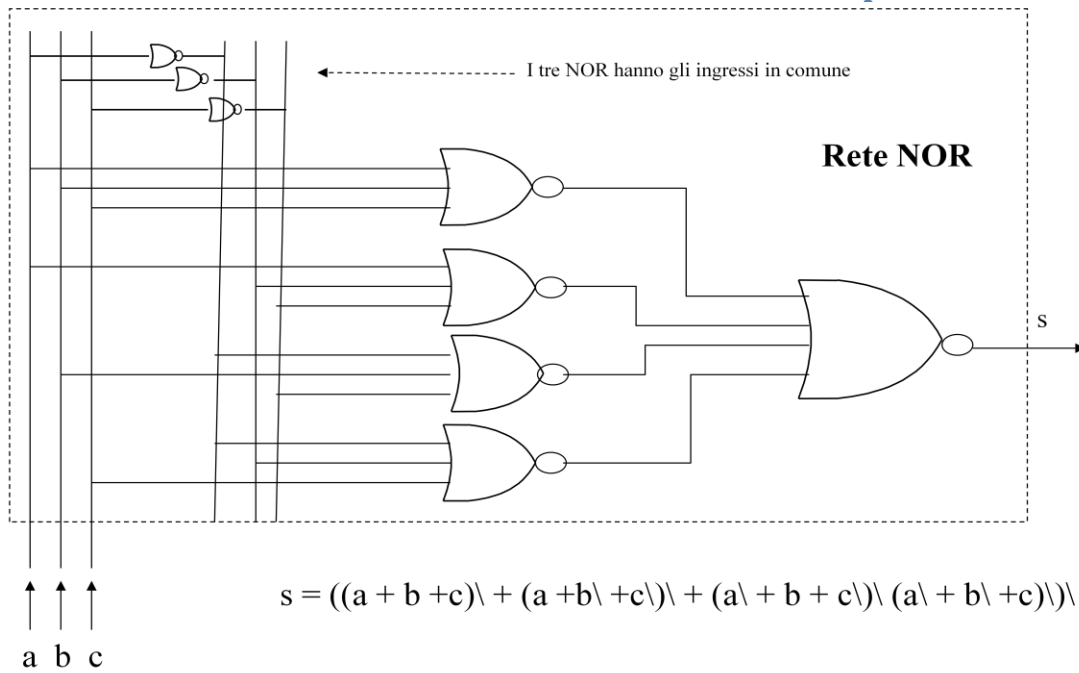 I tre NOR hanno gli ingressi in comune
Rete NOR
s
s = ((a + b +c)\ + (a +b\ +c\)\ + (a\ + b + c\)\ (a\ + b\ +c)\)\
a b c